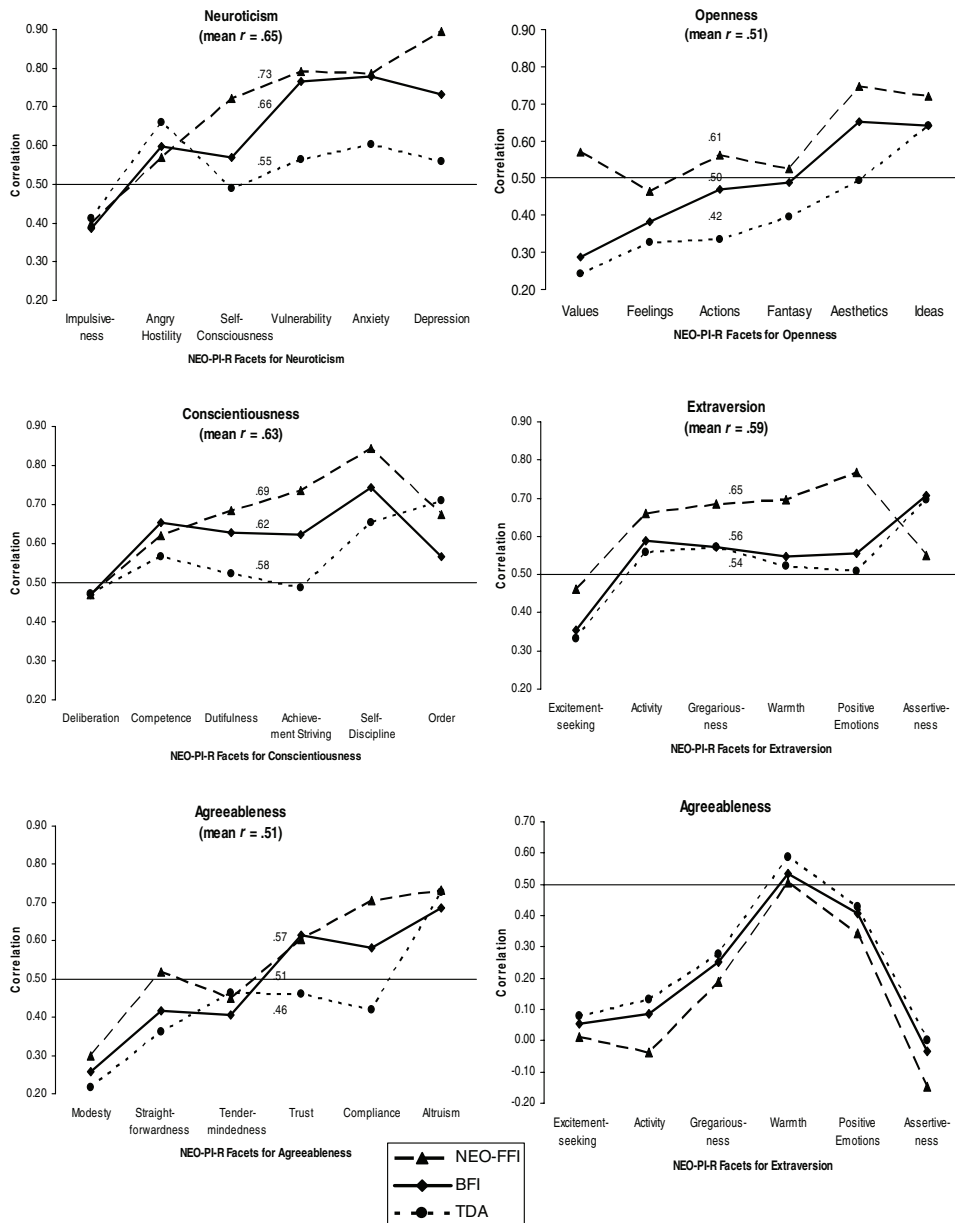 Neuroticism
(mean r = .65)
Correlation
0.90
0.80
0.70
0.60
0.50
0.40
0.30
0.20
.73
.66
.55
Impulsive-
ness
Angry
Hostility
Self-
Consciousness
Vulnerability
Anxiety
Depression
NEO-PI-R Facets for Neuroticism
Openness
(mean r = .51)
Correlation
0.90
0.80
0.70
0.60
0.50
0.40
0.30
0.20
.61
.50
.42
Values
Feelings
Actions
Fantasy
Aesthetics
Ideas
NEO-PI-R Facets for Openness
Conscientiousness
(mean r = .63)
Correlation
0.90
0.80
0.70
0.60
0.50
0.40
0.30
0.20
.69
.62
.58
Deliberation
Competence
Dutifulness
Achieve-
ment Striving
Self-
Discipline
Order
NEO-PI-R Facets for Conscientiousness
Extraversion
(mean r = .59)
Correlation
0.90
0.80
0.70
0.60
0.50
0.40
0.30
0.20
.65
.56
.54
Excitement-
seeking
Activity
Gregarious-
ness
Warmth
Positive
Emotions
Assertive-
ness
NEO-PI-R Facets for Extraversion
Agreeableness
(mean r = .51)
Correlation
0.90
0.80
0.70
0.60
0.50
0.40
0.30
0.20
.57
.51
.46
Modesty
Straight-
forwardness
Tender-
mindedness
Trust
Compliance
Altruism
NEO-PI-R Facets for Agreeableness
Agreeableness
Correlation
0.70
0.60
0.50
0.40
0.30
0.20
0.10
0.00
-0.10
-0.20
Excitement-
seeking
Activity
Gregarious-
ness
Warmth
Positive
Emotions
Assertive-
ness
NEO-PI-R Facets for Extraversion
NEO-FFI
BFI
TDA